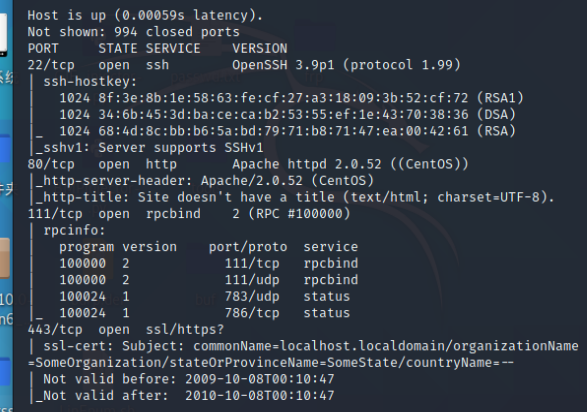 Host is up (0.00059s latency).
Not shown: 994 closed ports
PORT STATE SERVICE VERSION
22/tcp open ssh OpenSSH 3.9p1 (protocol 1.99)
| ssh-hostkey:
| 1024 8f:3e:8b:1e:58:63:fe:cf:27:a3:18:09:3b:52:cf:72 (RSA1)
| 1024 34:6b:45:3d:ba:ce:ca:b2:53:55:ef:1e:43:70:38:36 (DSA)
|_ 1024 68:4d:8c:bb:b6:5a:bd:79:71:b8:71:47:ea:00:42:61 (RSA)
|_sshv1: Server supports SSHv1
80/tcp open http Apache httpd 2.0.52 ((CentOS))
|_http-server-header: Apache/2.0.52 (CentOS)
|_http-title: Site doesn't have a title (text/html; charset=UTF-8).
111/tcp open rpcbind 2 (RPC #100000)
| rpcinfo:
| program version port/proto service
| 100000 2 111/tcp rpcbind
| 100000 2 111/udp rpcbind
| 100024 1 783/udp status
|_ 100024 1 786/tcp status
443/tcp open ssl/https?
| ssl-cert: Subject: commonName=localhost.localdomain/organizationName
=SomeOrganization/stateOrProvinceName=SomeState/countryName=--
| Not valid before: 2009-10-08T00:10:47
|_Not valid after: 2010-10-08T00:10:47